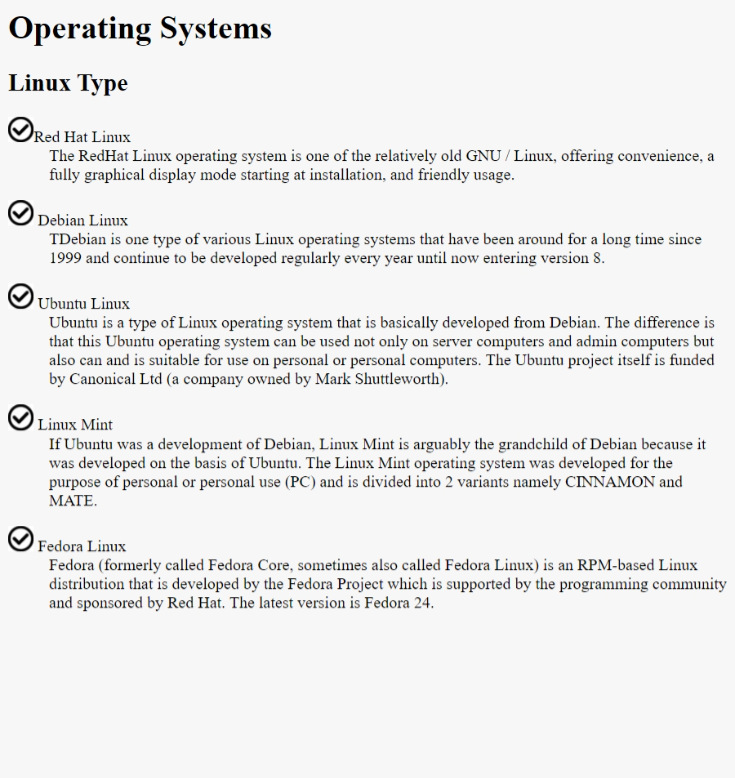 Operating Systems
Linux Type
Red Hat Linux
The RedHat Linux operating system is one of the relatively old GNU / Linux, offering convenience, a
fully graphical display mode starting at installation, and friendly usage.
Debian Linux
TDebian is one type of various Linux operating systems that have been around for a long time since
1999 and continue to be developed regularly every year until now entering version 8.
Ubuntu Linux
Ubuntu is a type of Linux operating system that is basically developed from Debian. The difference is
that this Ubuntu operating system can be used not only on server computers and admin computers but
also can and is suitable for use on personal or personal computers. The Ubuntu project itself is funded
by Canonical Ltd (a company owned by Mark Shuttleworth).
Linux Mint
If Ubuntu was a development of Debian, Linux Mint is arguably the grandchild of Debian because it
was developed on the basis of Ubuntu. The Linux Mint operating system was developed for the
purpose of personal or personal use (PC) and is divided into 2 variants namely CINNAMON and
MATE.
Fedora Linux
Fedora (formerly called Fedora Core, sometimes also called Fedora Linux) is an RPM-based Linux
distribution that is developed by the Fedora Project which is supported by the programming community
and sponsored by Red Hat. The latest version is Fedora 24.